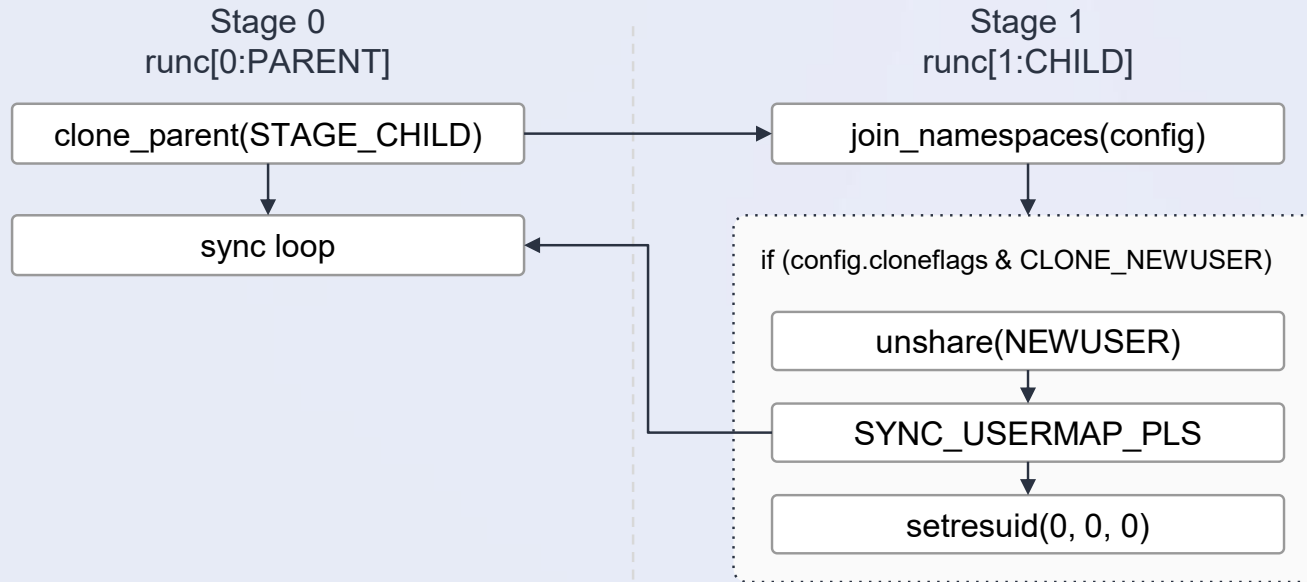 Stage 0
runc[0:PARENT]
clone_parent(STAGE_CHILD)
sync loop
Stage 1
runc[1:CHILD]
join_namespaces(config)
if (config.cloneflags & CLONE_NEWUSER)
unshare(NEWUSER)
SYNC_USERMAP_PLS
setresuid(0, 0, 0)